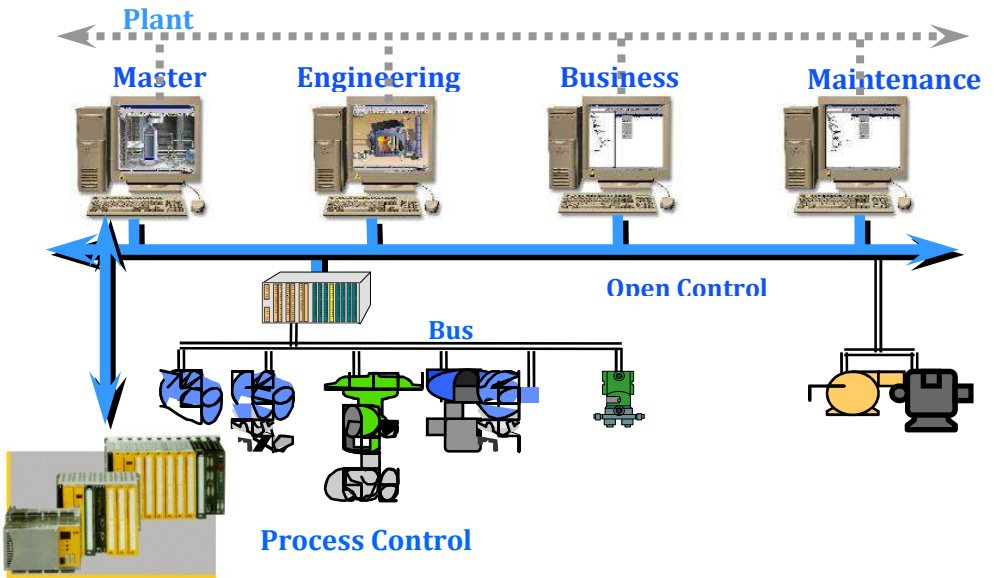 Plant
Master
Engineering
Business
Maintenance
Open Control
Bus
Process Control